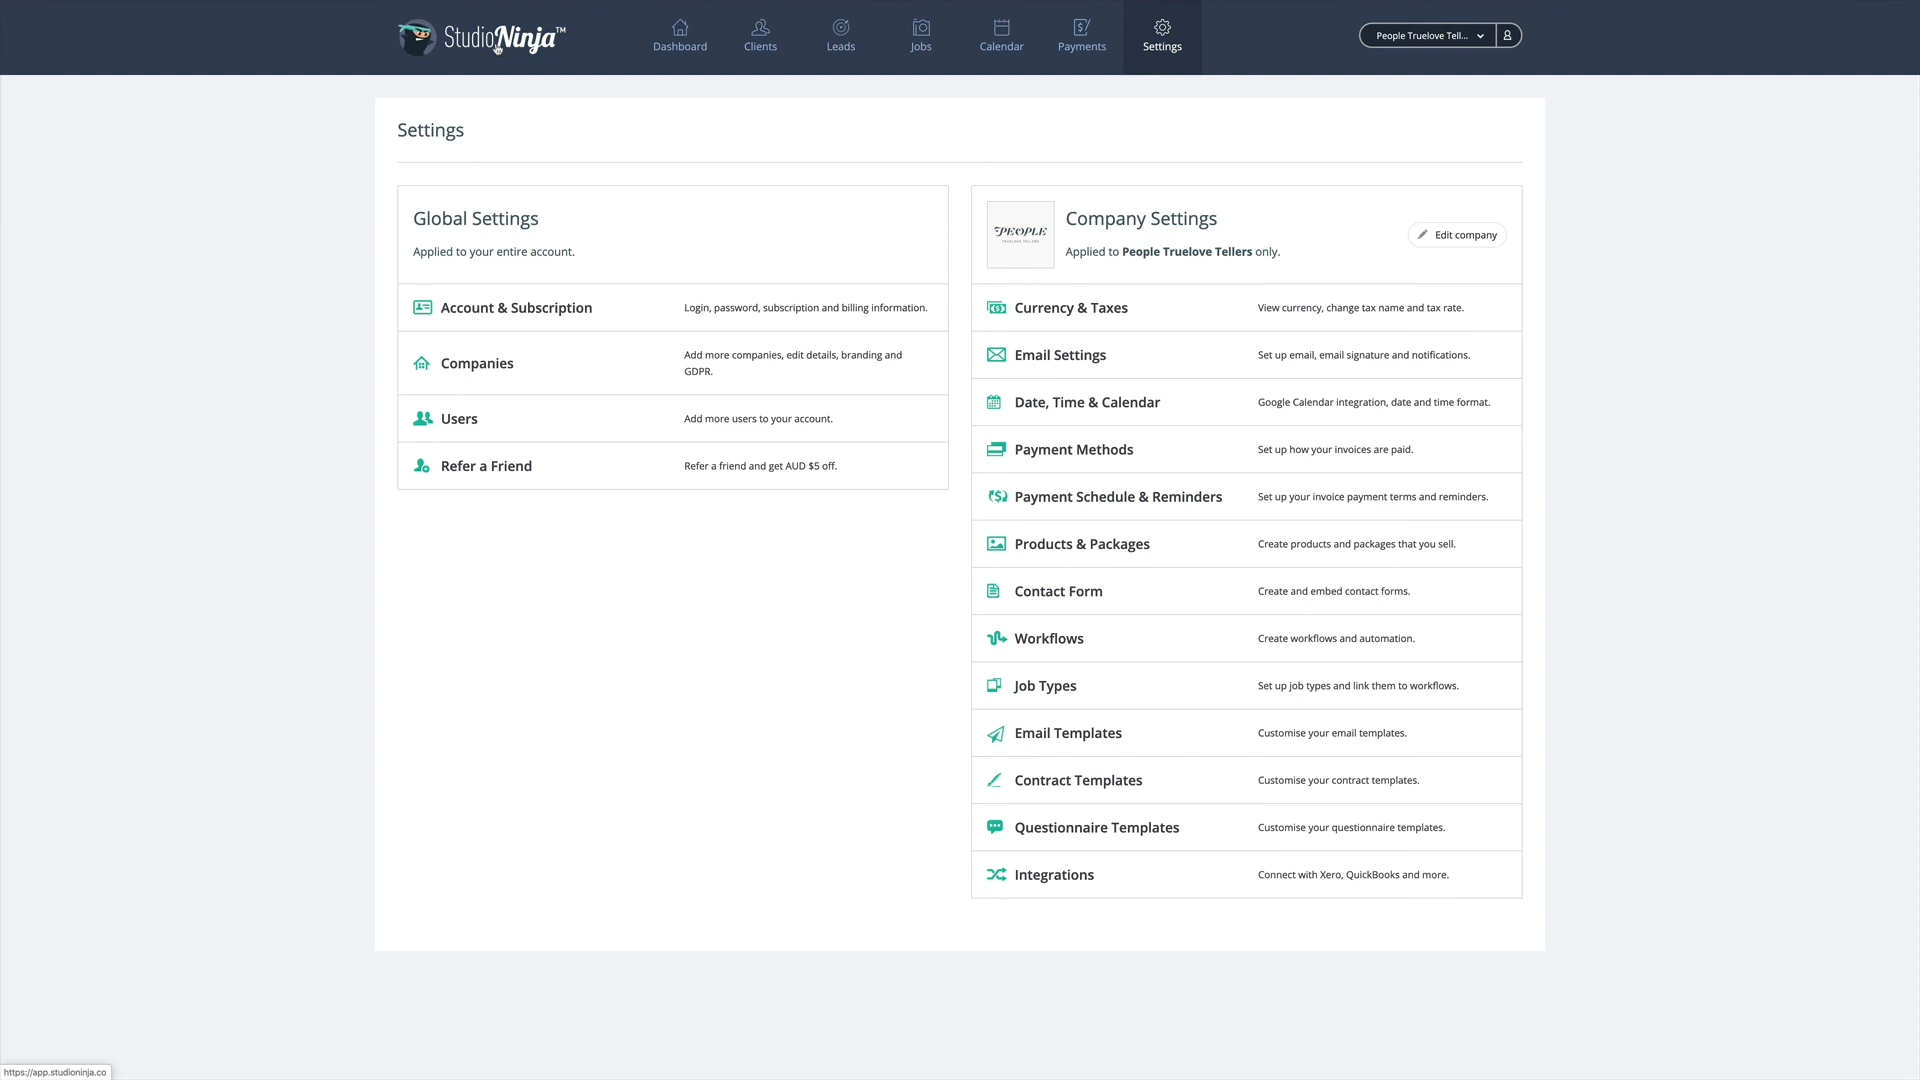 StudioNinja™
Dashboard
Clients
Leads
Jobs
Calendar
Payments
Settings
People Truelove Tell...
Settings
Global Settings
Applied to your entire account.
Account & Subscription
Login, password, subscription and billing information.
Companies
Add more companies, edit details, branding and
GDPR.
Users
Add more users to your account.
Refer a Friend
Refer a friend and get AUD $5 off.
PEOPLE
TRUELOVE TELLERS
Company Settings
Applied to People Truelove Tellers only.
Edit company
Currency & Taxes
View currency, change tax name and tax rate.
Email Settings
Set up email, email signature and notifications.
Date, Time & Calendar
Google Calendar integration, date and time format.
Payment Methods
Set up how your invoices are paid.
Payment Schedule & Reminders
Set up your invoice payment terms and reminders.
Products & Packages
Create products and packages that you sell.
Contact Form
Create and embed contact forms.
Workflows
Create workflows and automation.
Job Types
Set up job types and link them to workflows.
Email Templates
Customise your email templates.
Contract Templates
Customise your contract templates.
Questionnaire Templates
Customise your questionnaire templates.
Integrations
Connect with Xero, QuickBooks and more.
https://app.studioninja.co